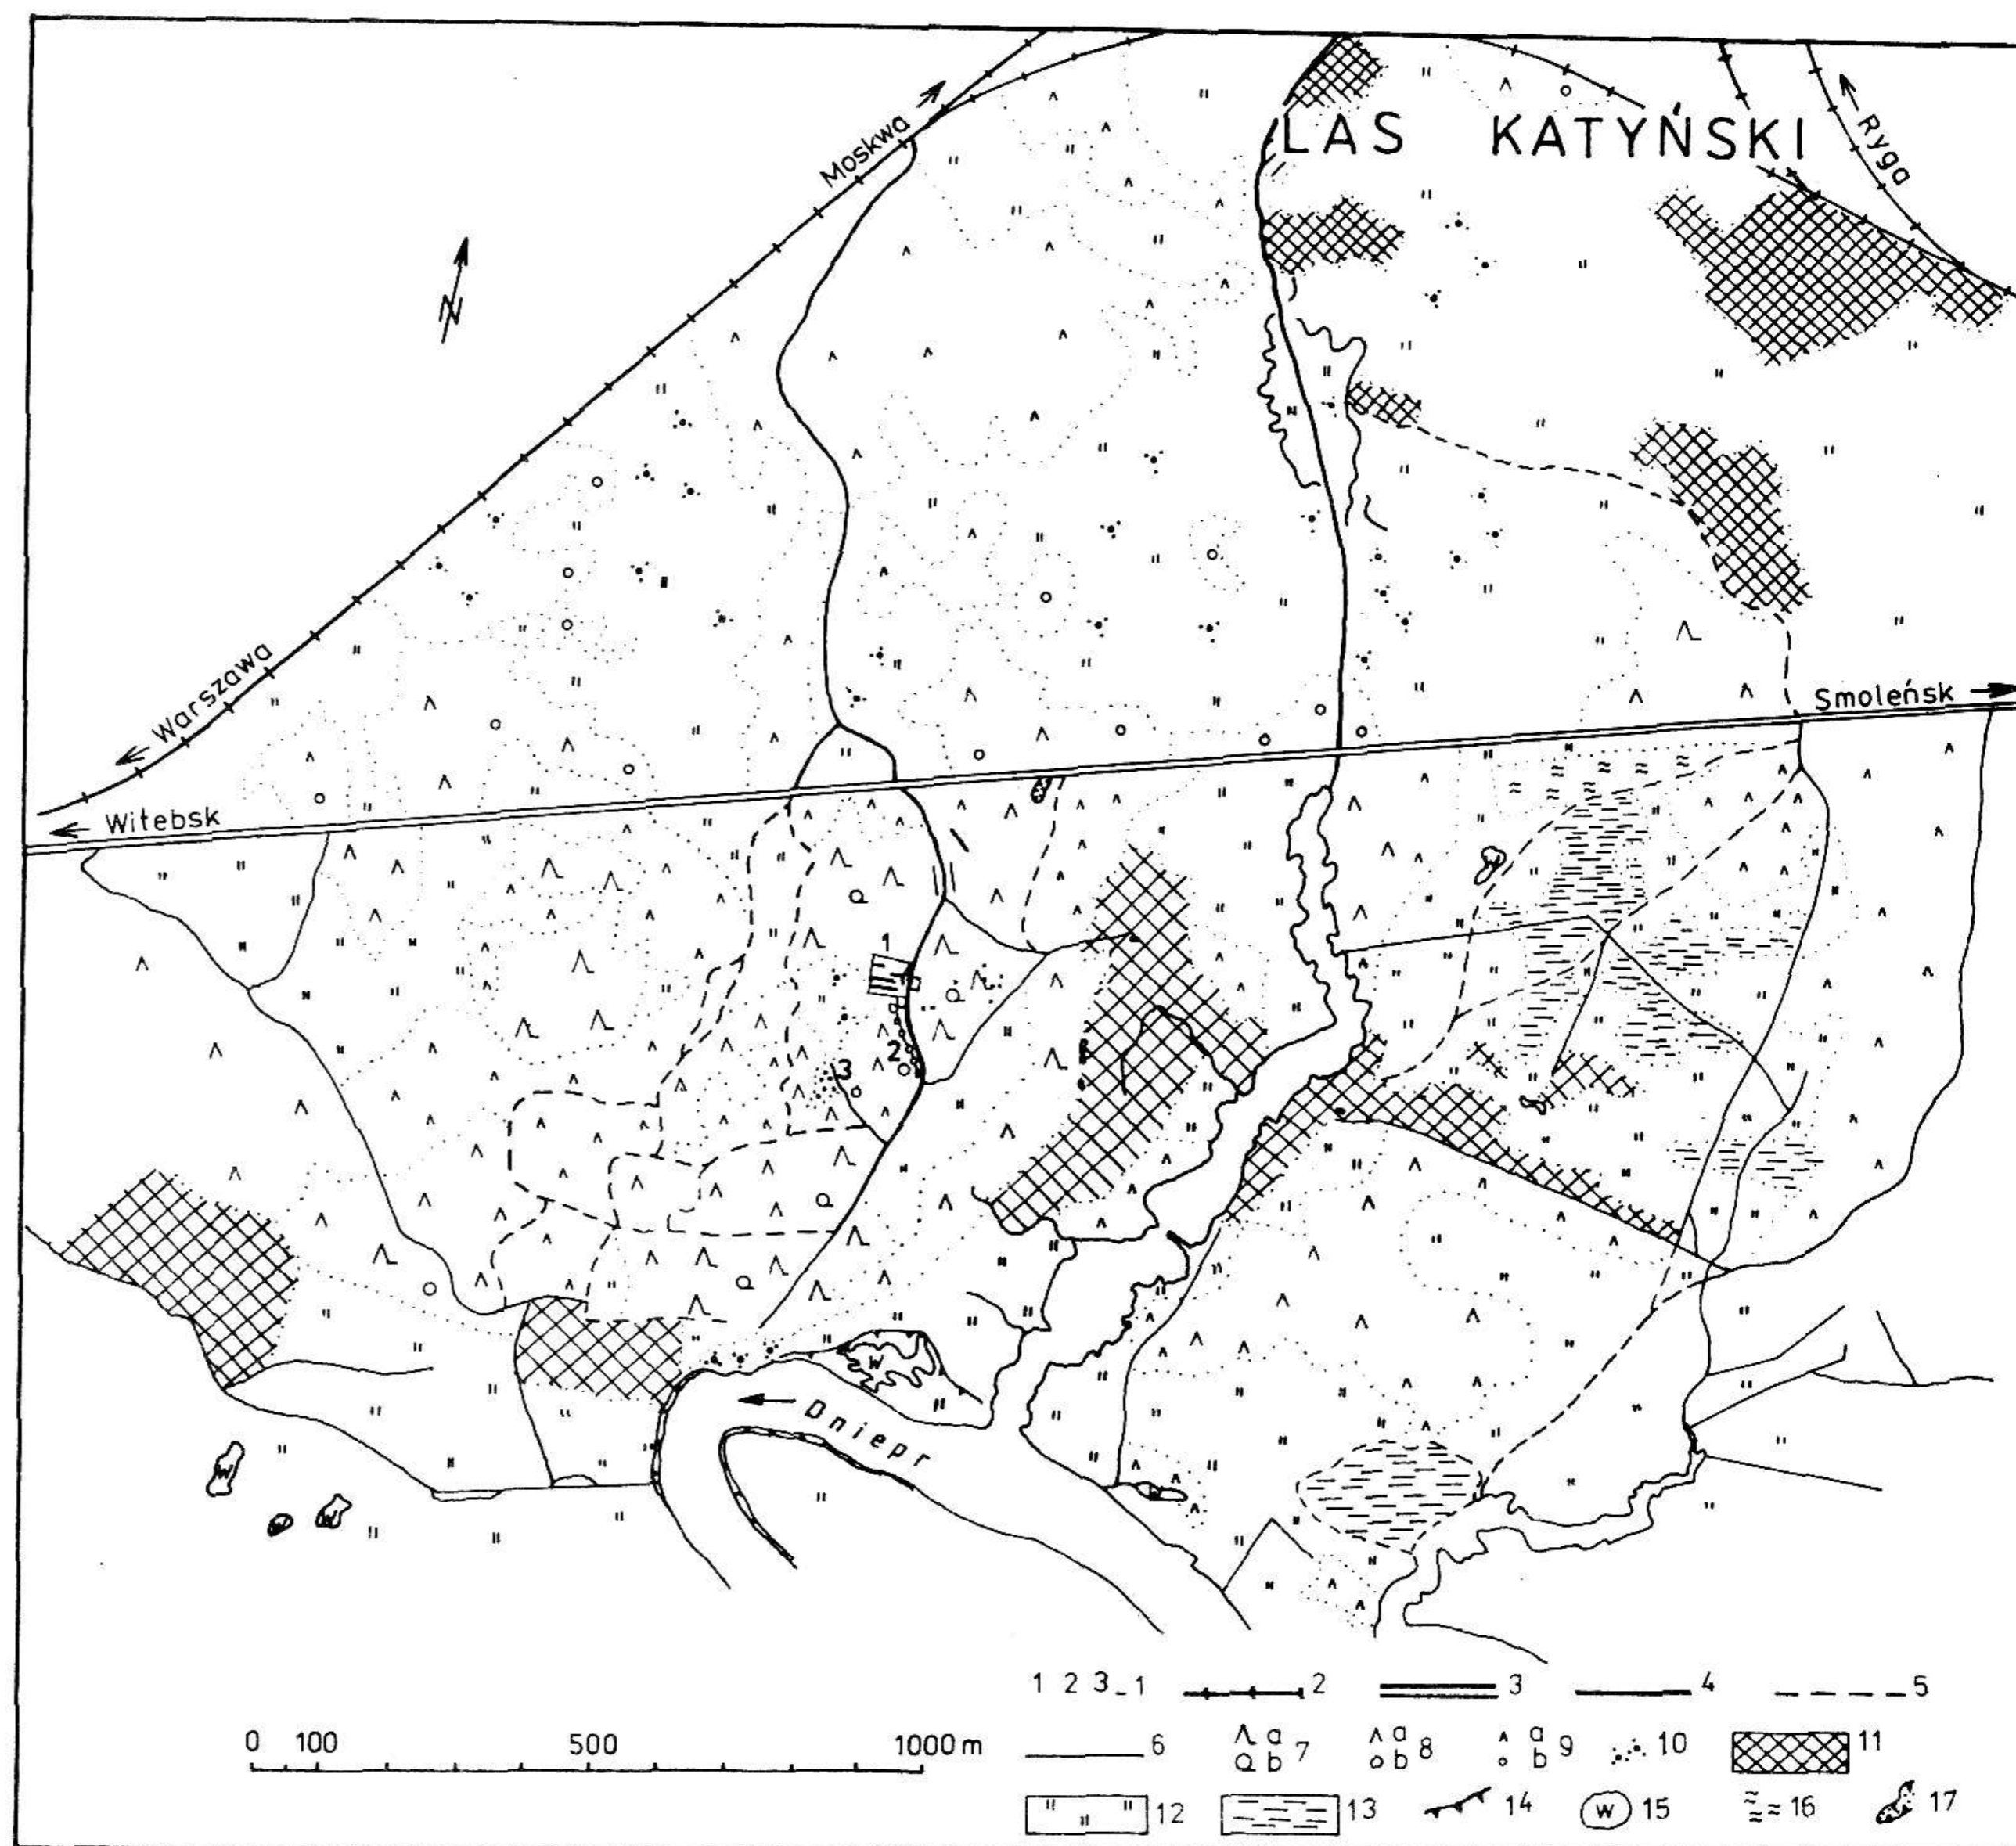 LAS KATYŃSKI
Moskwa
Ryga
N
Warszawa
Smoleńsk
Witebsk
1
2
3
W
W
Dniepr
W
W
W
1 2 3 - 1
2
3
4
5
0 100 500 1000 m
6
a b 7
a b 8
a b 9
10
11
12
13
14
W 15
16
17